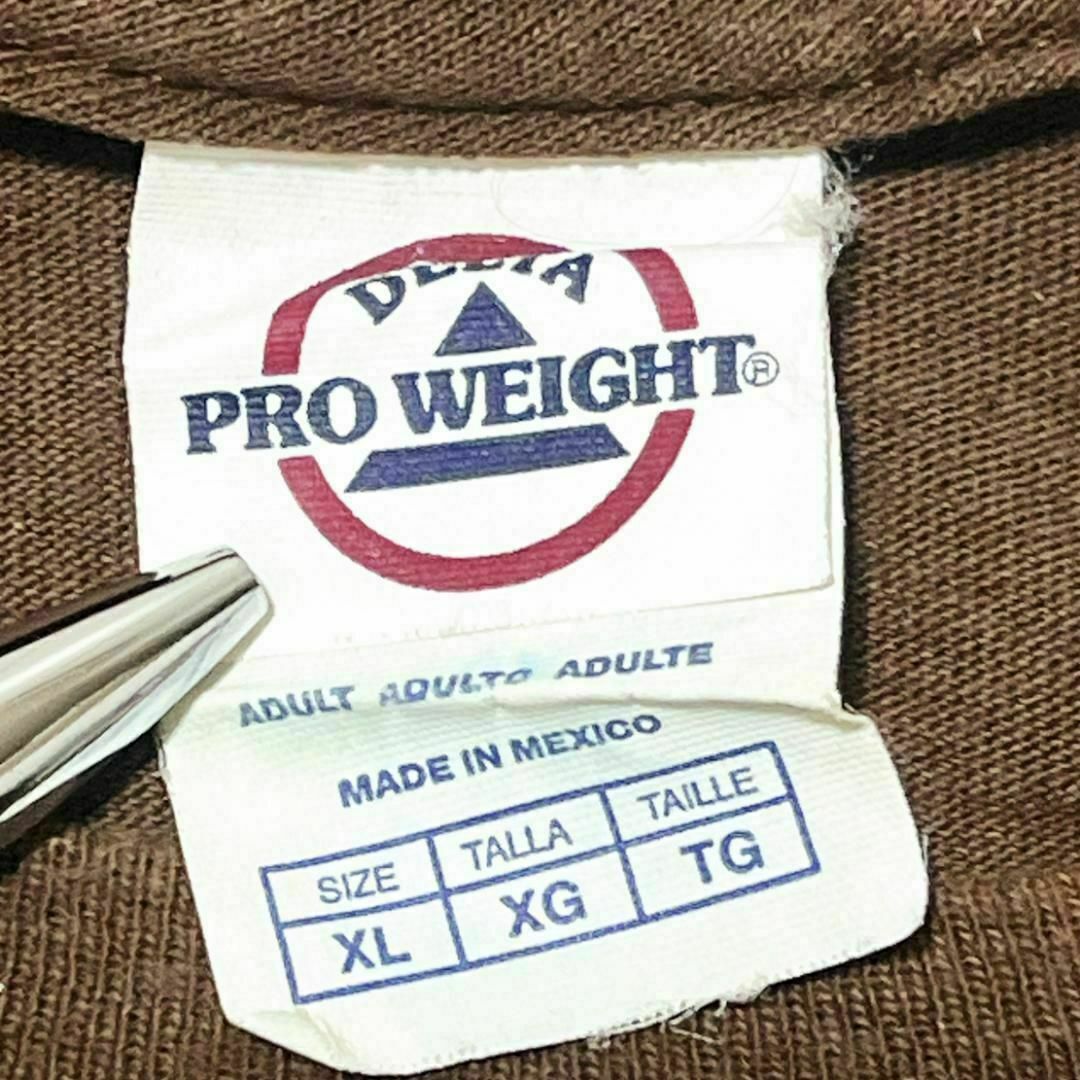 DELTA
PRO WEIGHT®
ADULT ADULTO ADULTE
MADE IN MEXICO
SIZE TALLA TAILLE
XL XG TG